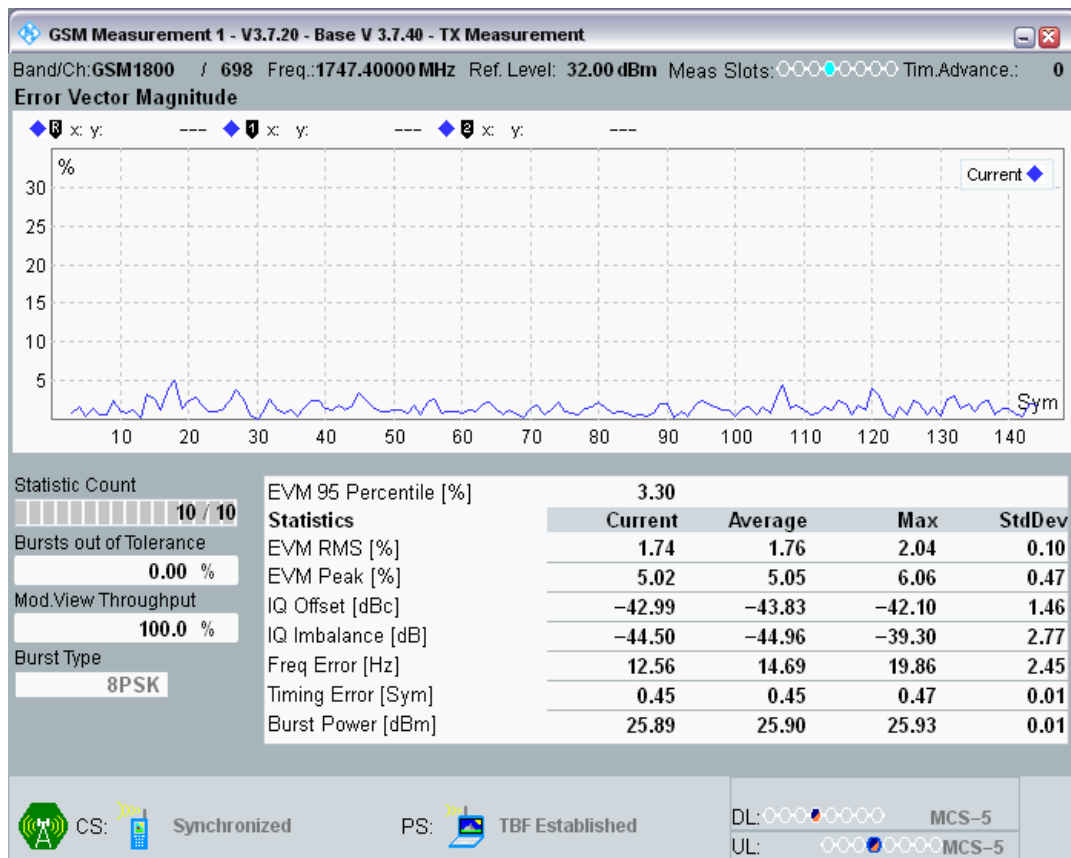 GSM Measurement 1 - V3.7.20 - Base V 3.7.40 - TX Measurement
Band/Ch:GSM1800 / 698 Freq.:1747.40000 MHz Ref. Level: 32.00 dBm Meas Slots: Tim.Advance.: 0
Error Vector Magnitude
R x: y: --- 1 x: y: --- 2 x: y: ---
%
Current
30
25
20
15
10
5
Sym
10 20 30 40 50 60 70 80 90 100 110 120 130 140
Statistic Count
10 / 10
Bursts out of Tolerance
0.00 %
Mod.View Throughput
100.0 %
Burst Type
8PSK
EVM 95 Percentile [%] 3.30
Statistics Current Average Max StdDev
EVM RMS [%] 1.74 1.76 2.04 0.10
EVM Peak [%] 5.02 5.05 6.06 0.47
IQ Offset [dBc] −42.99 −43.83 −42.10 1.46
IQ Imbalance [dB] −44.50 −44.96 −39.30 2.77
Freq Error [Hz] 12.56 14.69 19.86 2.45
Timing Error [Sym] 0.45 0.45 0.47 0.01
Burst Power [dBm] 25.89 25.90 25.93 0.01
CS: Synchronized PS: TBF Established
DL: MCS−5
UL: MCS−5